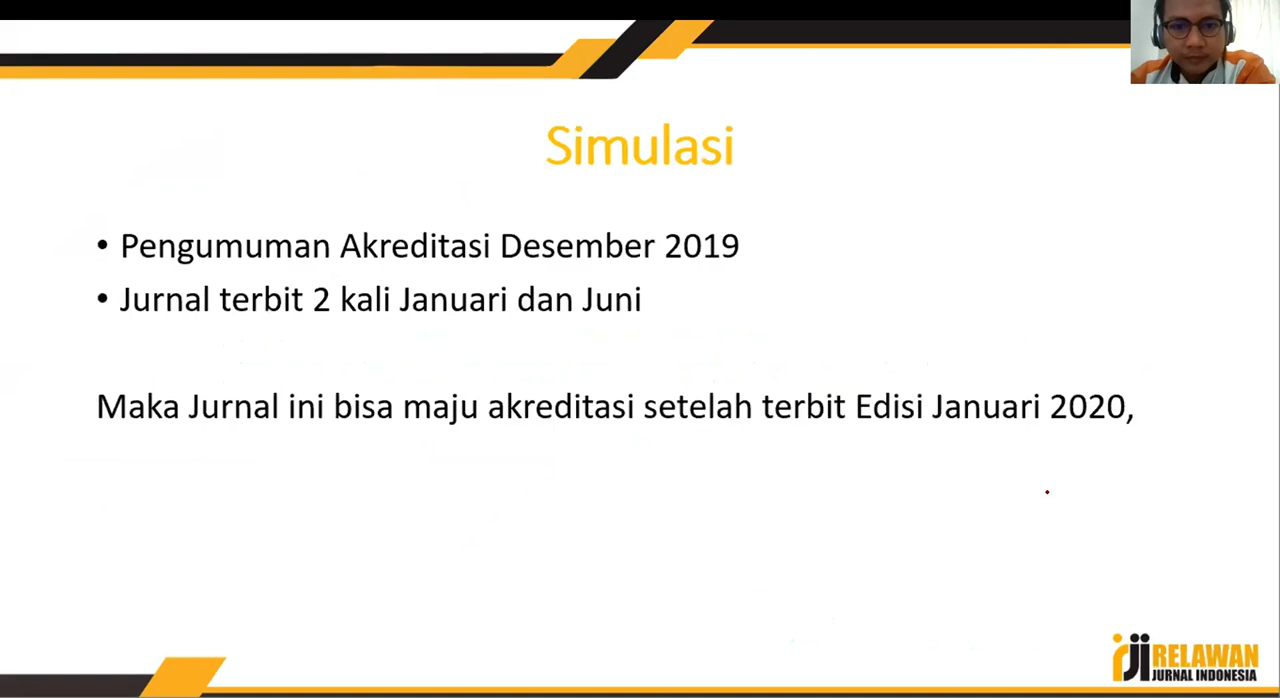 Simulasi
• Pengumuman Akreditasi Desember 2019
• Jurnal terbit 2 kali Januari dan Juni
Maka Jurnal ini bisa maju akreditasi setelah terbit Edisi Januari 2020,
rji RELAWAN
JURNAL INDONESIA